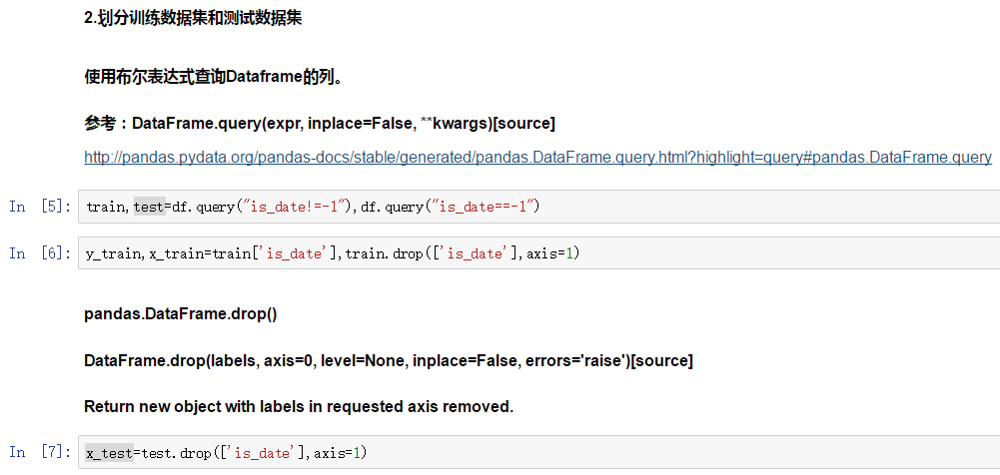 2.划分训练数据集和测试数据集
使用布尔表达式查询Dataframe的列。
参考：DataFrame.query(expr, inplace=False, **kwargs)[source]
http://pandas.pydata.org/pandas-docs/stable/generated/pandas.DataFrame.query.html?highlight=query#pandas.DataFrame.query
In [5]: train,test=df.query("is_date!=-1"),df.query("is_date==-1")
In [6]: y_train,x_train=train['is_date'],train.drop(['is_date'],axis=1)
pandas.DataFrame.drop()
DataFrame.drop(labels, axis=0, level=None, inplace=False, errors='raise')[source]
Return new object with labels in requested axis removed.
In [7]: x_test=test.drop(['is_date'],axis=1)